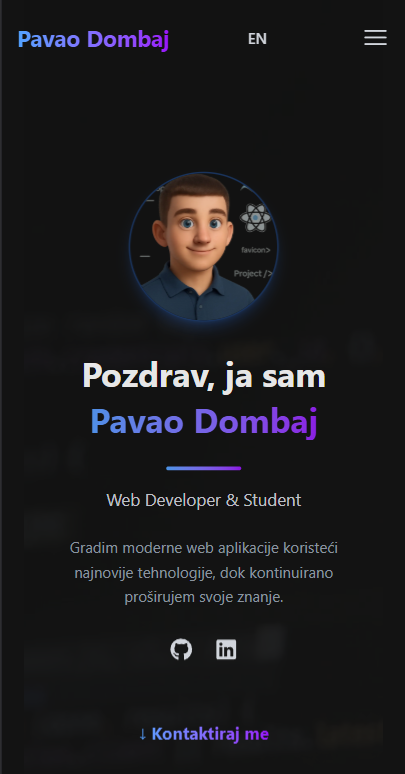 Pavao Dombaj
EN
favicon>
Project />
Pozdrav, ja sam
Pavao Dombaj
Web Developer & Student
Gradim moderne web aplikacije koristeći
najnovije tehnologije, dok kontinuirano
proširujem svoje znanje.
↓ Kontaktiraj me